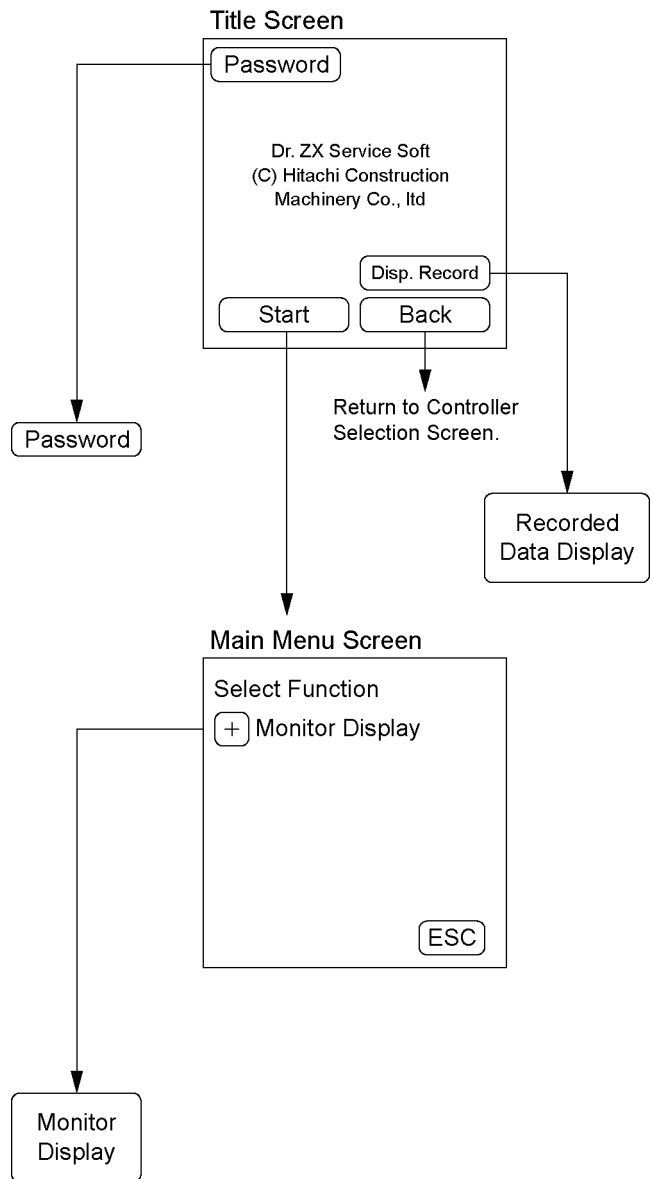 Title Screen
Password
Dr. ZX Service Soft
(C) Hitachi Construction
Machinery Co., ltd
Disp. Record
Start
Back
Return to Controller
Selection Screen.
Password
Recorded
Data Display
Main Menu Screen
Select Function
+ Monitor Display
ESC
Monitor
Display